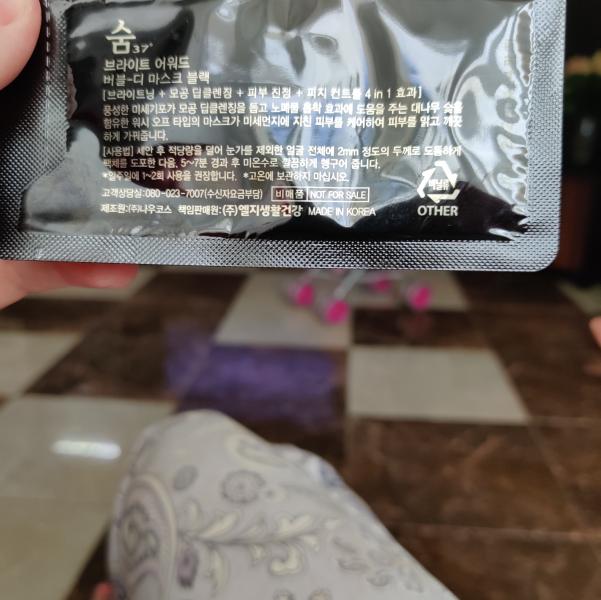 숨37°
브라이트 어워드
버블-디 마스크 블랙
[브라이트닝 + 모공 딥클렌징 + 피부 진정 + 피지 컨트롤 4 in 1 효과]
풍성한 미세기포가 모공 딥클렌징을 돕고 노폐물 흡착 효과에 도움을 주는 대나무 숯을
함유한 워시 오프 타입의 마스크가 미세먼지에 지친 피부를 케어하여 피부를 맑고 깨끗
하게 가꿔줍니다.
[사용법] 세안 후 적당량을 덜어 눈가를 제외한 얼굴 전체에 2mm 정도의 두께로 도톰하게
팩제를 도포한 다음, 5~7분 경과 후 미온수로 깔끔하게 헹구어 줍니다.
*일주일에 1~2회 사용을 권장합니다. *고온에 보관하지 마십시오.
고객상담실:080-023-7007(수신자요금부담) 비매품 NOT FOR SALE
제조원:(주)나우코스 책임판매원:(주)엘지생활건강 MADE IN KOREA
비닐류
OTHER